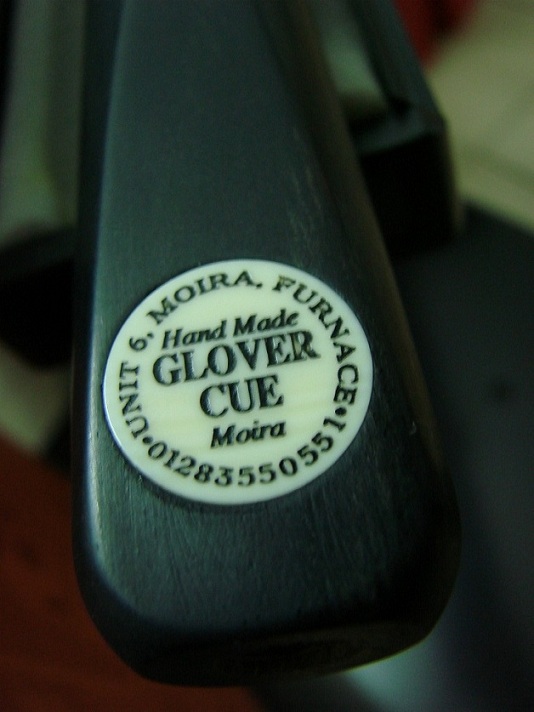 UNIT 6, MOIRA, FURNACE
Hand Made
GLOVER
CUE
Moira
•01283550551•